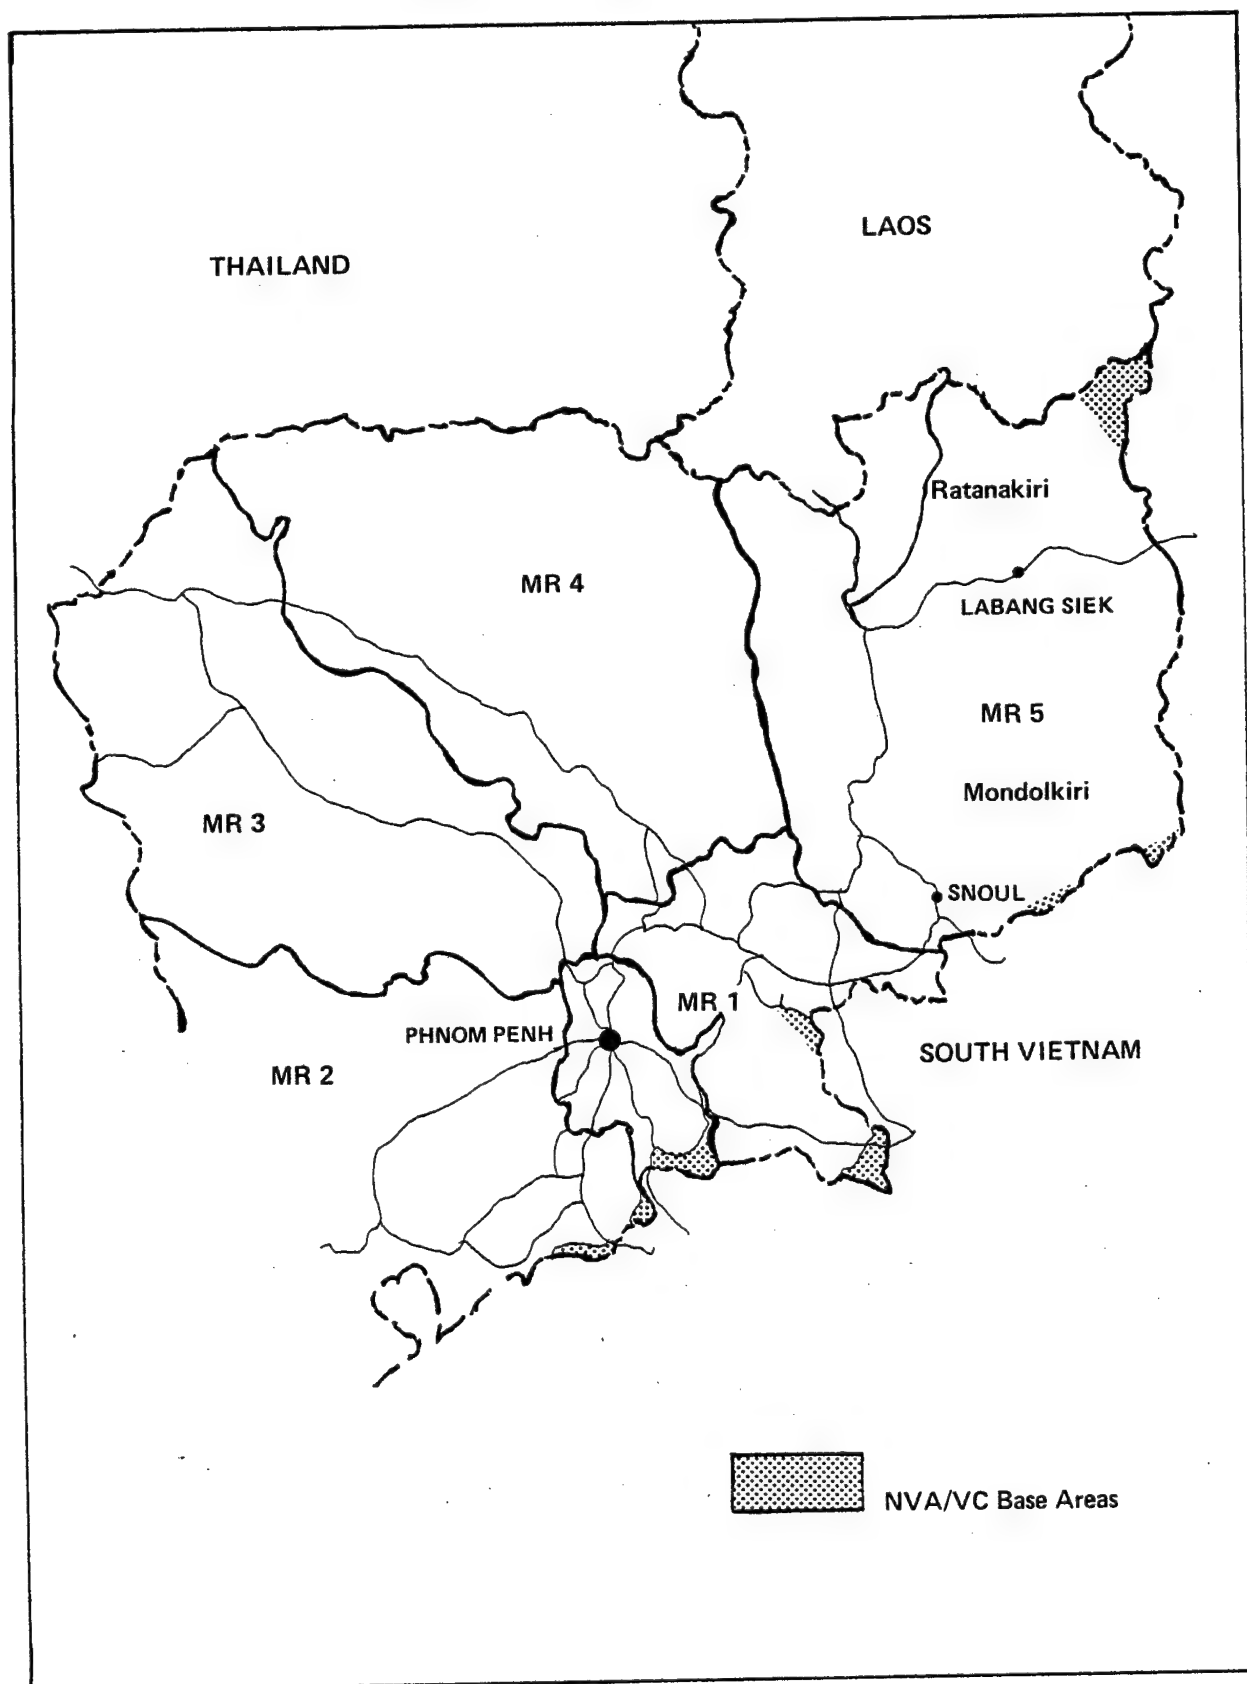 LAOS
THAILAND
Ratanakiri
MR 4
LABANG SIEK
MR 5
Mondolkiri
MR 3
SNOUL
MR 1
PHNOM PENH
SOUTH VIETNAM
MR 2
NVA/VC Base Areas